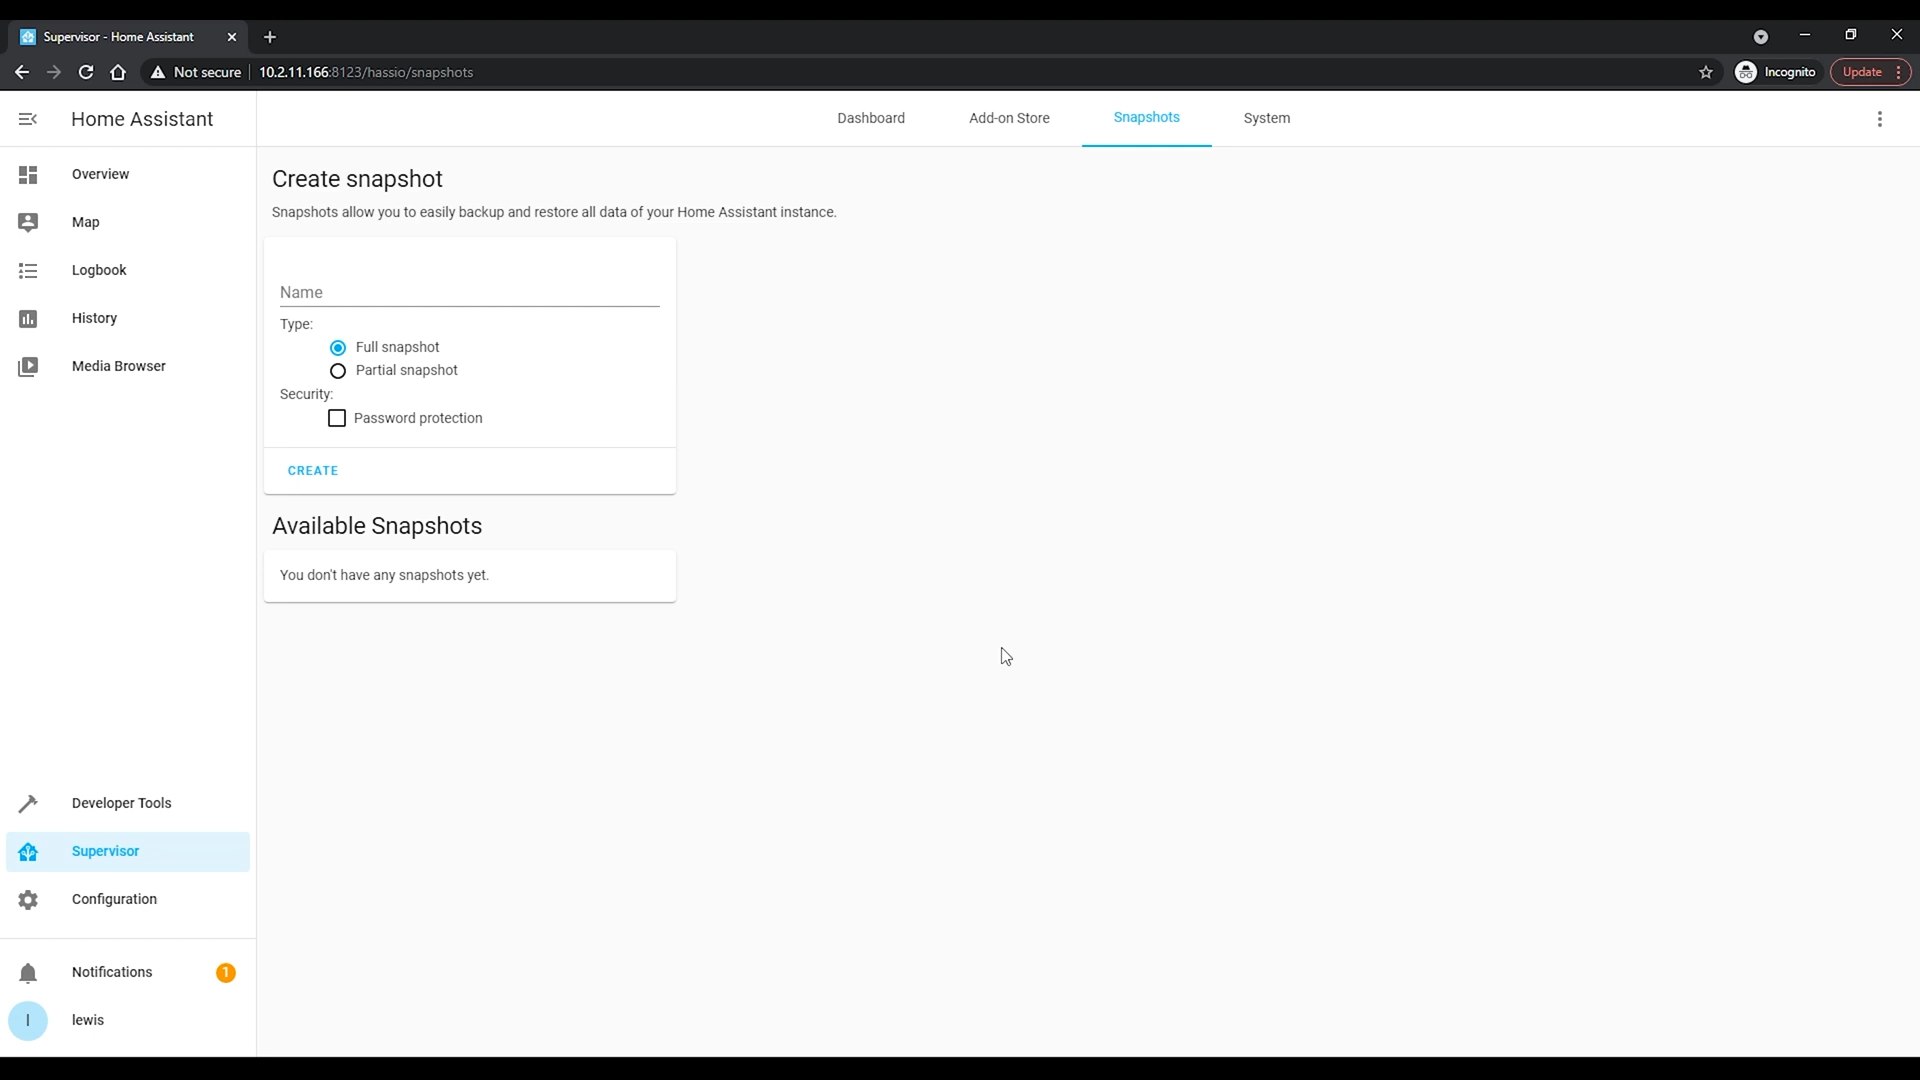 Supervisor - Home Assistant
Not secure 10.2.11.166:8123/hassio/snapshots Incognito Update
Home Assistant Dashboard Add-on Store Snapshots System
Overview
Map
Logbook
History
Media Browser
Developer Tools
Supervisor
Configuration
Notifications 1
l lewis
Create snapshot
Snapshots allow you to easily backup and restore all data of your Home Assistant instance.
Name
Type:
Full snapshot
Partial snapshot
Security:
Password protection
CREATE
Available Snapshots
You don't have any snapshots yet.